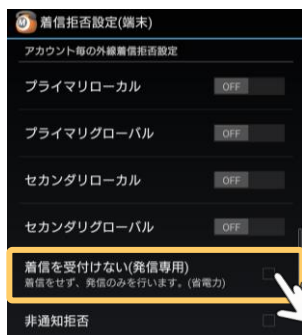 着信拒否設定(端末)
アカウント毎の外線着信拒否設定
プライマリローカル
OFF
プライマリグローバル
OFF
セカンダリローカル
OFF
セカンダリグローバル
OFF
着信を受付けない(発信専用)
着信をせず、発信のみを行います。(省電力)
非通知拒否